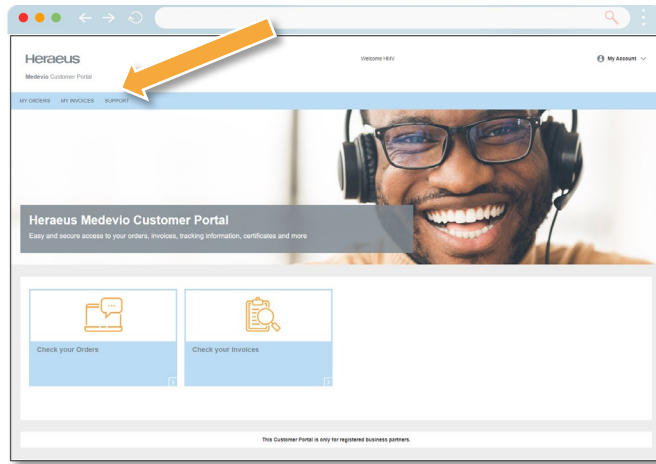 Heraeus
Welcome HMV
My Account
Medevio Customer Portal
MY ORDERS MY INVOICES SUPPORT
Heraeus Medevio Customer Portal
Easy and secure access to your orders, invoices, tracking information, certificates and more
Check your Orders
Check your Invoices
This Customer Portal is only for registered business partners.